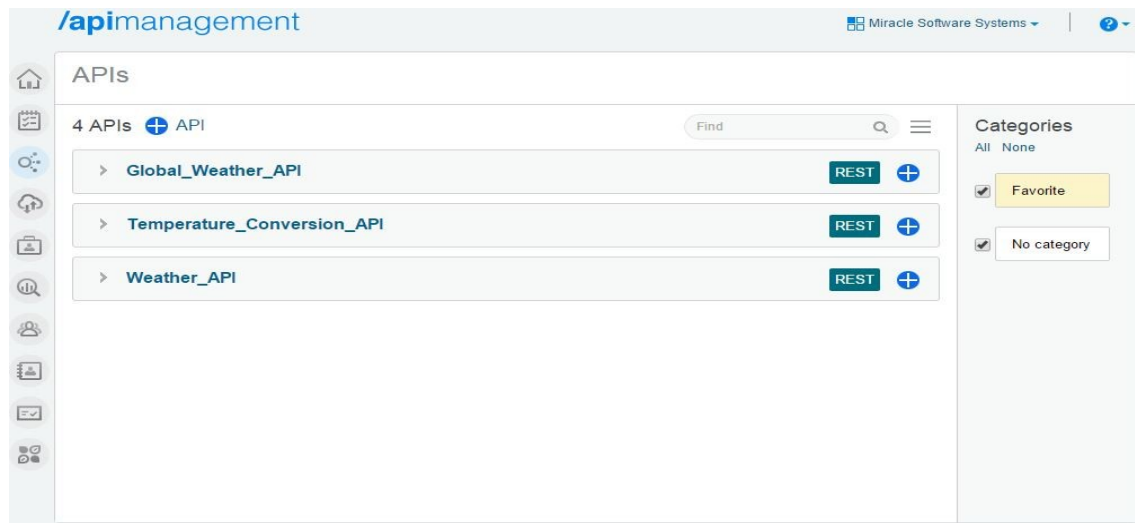 /apimanagement
Miracle Software Systems
?
APIs
4 APIs + API
Find
Categories
All None
Global_Weather_API REST
Favorite
Temperature_Conversion_API REST
No category
Weather_API REST